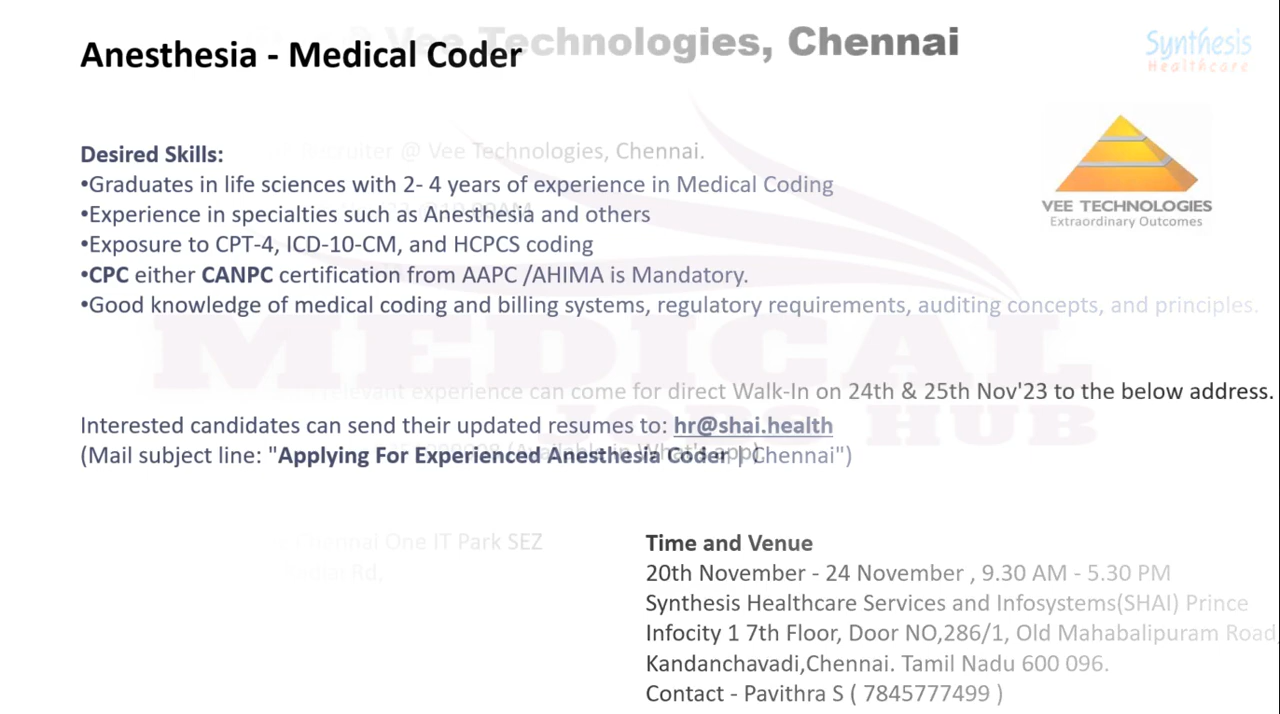 Vee Technologies, Chennai
Anesthesia - Medical Coder
Synthesis
Healthcare
Recruiter @ Vee Technologies, Chennai.
Desired Skills:
•Graduates in life sciences with 2- 4 years of experience in Medical Coding
•Experience in specialties such as Anesthesia and others
•Exposure to CPT-4, ICD-10-CM, and HCPCS coding
•CPC either CANPC certification from AAPC /AHIMA is Mandatory.
•Good knowledge of medical coding and billing systems, regulatory requirements, auditing concepts, and principles.
VEE TECHNOLOGIES
Extraordinary Outcomes
MEDICAL
JOBS HUB
relevant experience can come for direct Walk-In on 24th & 25th Nov'23 to the below address.
Interested candidates can send their updated resumes to: hr@shai.health
(Mail subject line: "Applying For Experienced Anesthesia Coder | Chennai")
Chennai One IT Park SEZ
Rd,
Time and Venue
20th November - 24 November , 9.30 AM - 5.30 PM
Synthesis Healthcare Services and Infosystems(SHAI) Prince
Infocity 1 7th Floor, Door NO,286/1, Old Mahabalipuram Road,
Kandanchavadi,Chennai. Tamil Nadu 600 096.
Contact - Pavithra S ( 7845777499 )